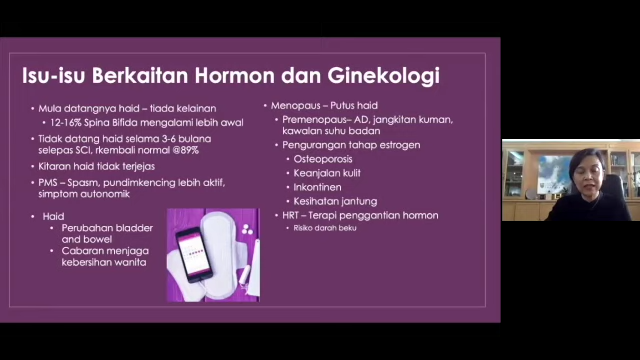 Isu-isu Berkaitan Hormon dan Ginekologi
Mula datangnya haid – tiada kelainan
12-16% Spina Bifida mengalami lebih awal
Tidak datang haid selama 3-6 bulana
selepas SCI, rkembali normal @89%
Kitaran haid tidak terjejas
PMS – Spasm, pundimkencing lebih aktif,
simptom autonomik
Haid
Perubahan bladder
and bowel
Cabaran menjaga
kebersihan wanita
Menopaus – Putus haid
Premenopaus– AD, jangkitan kuman,
kawalan suhu badan
Pengurangan tahap estrogen
Osteoporosis
Keanjalan kulit
Inkontinen
Kesihatan jantung
HRT – Terapi penggantian hormon
Risiko darah beku